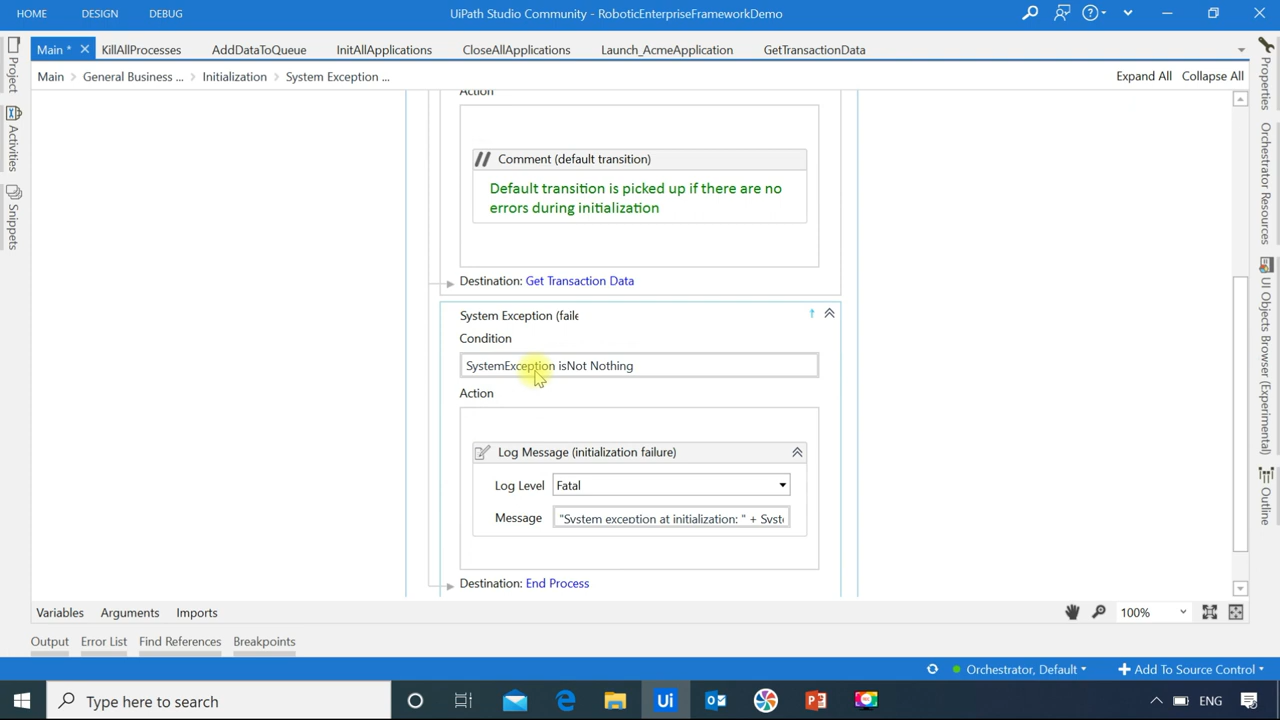 HOME DESIGN DEBUG UiPath Studio Community - RoboticEnterpriseFrameworkDemo
Main * KillAllProcesses AddDataToQueue InitAllApplications CloseAllApplications Launch_AcmeApplication GetTransactionData
Main General Business ... Initialization System Exception ... Expand All Collapse All
Project
Activities
Snippets
Action
Comment (default transition)
Default transition is picked up if there are no
errors during initialization
Destination: Get Transaction Data
System Exception (faile
Condition
SystemException isNot Nothing
Action
Log Message (initialization failure)
Log Level Fatal
Message "System exception at initialization: " + Syste
Destination: End Process
Properties
Orchestrator Resources
UI Objects Browser (Experimental)
Outline
Variables Arguments Imports 100%
Output Error List Find References Breakpoints
Orchestrator, Default Add To Source Control
Type here to search Ui ENG